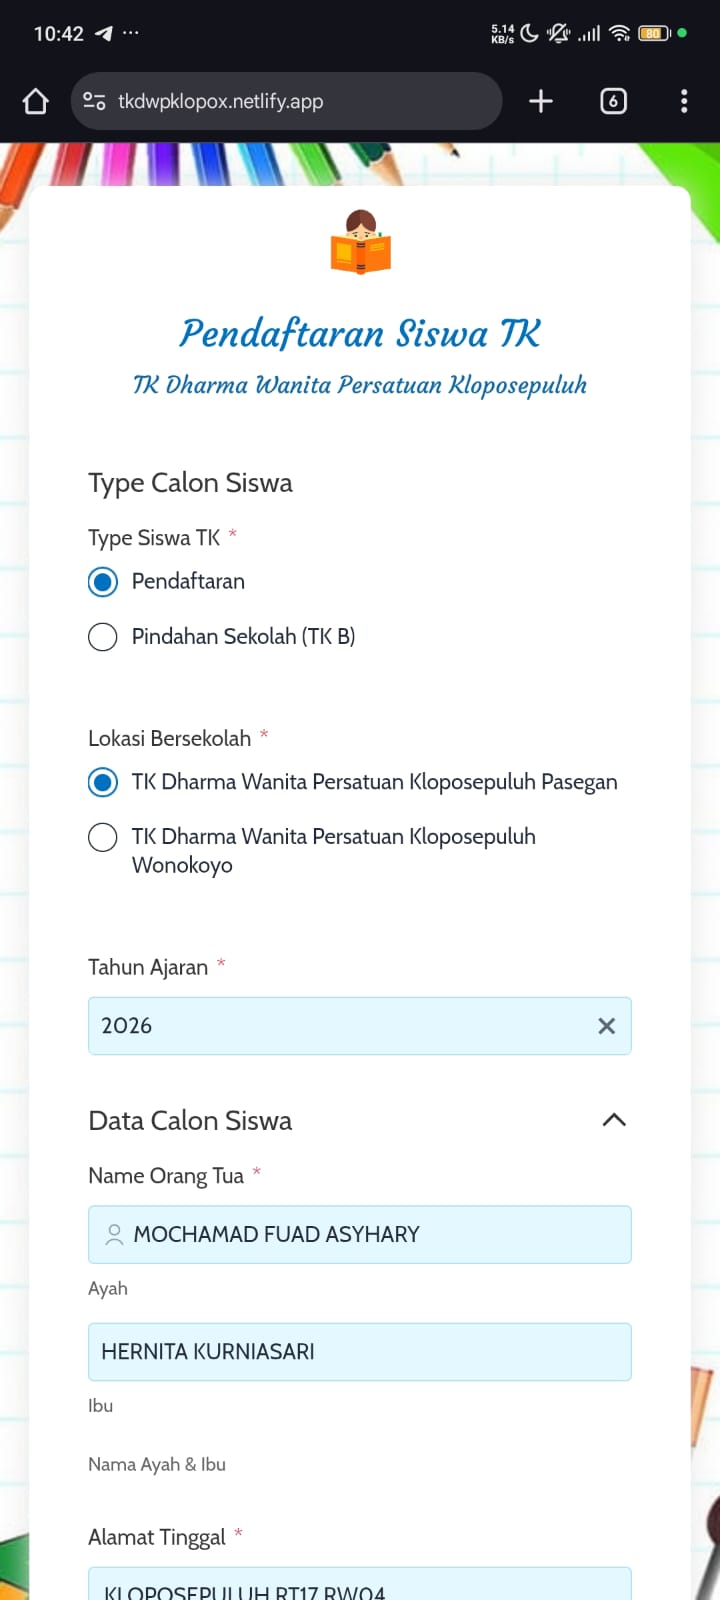 10:42
5.14
KB/s
80
tkdwpklopox.netlify.app
6
Pendaftaran Siswa TK
TK Dharma Wanita Persatuan Kloposepuluh
Type Calon Siswa
Type Siswa TK *
Pendaftaran
Pindahan Sekolah (TK B)
Lokasi Bersekolah *
TK Dharma Wanita Persatuan Kloposepuluh Pasegan
TK Dharma Wanita Persatuan Kloposepuluh
Wonokoyo
Tahun Ajaran *
2026
Data Calon Siswa
Name Orang Tua *
MOCHAMAD FUAD ASYHARY
Ayah
HERNITA KURNIASARI
Ibu
Nama Ayah & Ibu
Alamat Tinggal *
KLOPOSEPULUH RT17 RW04